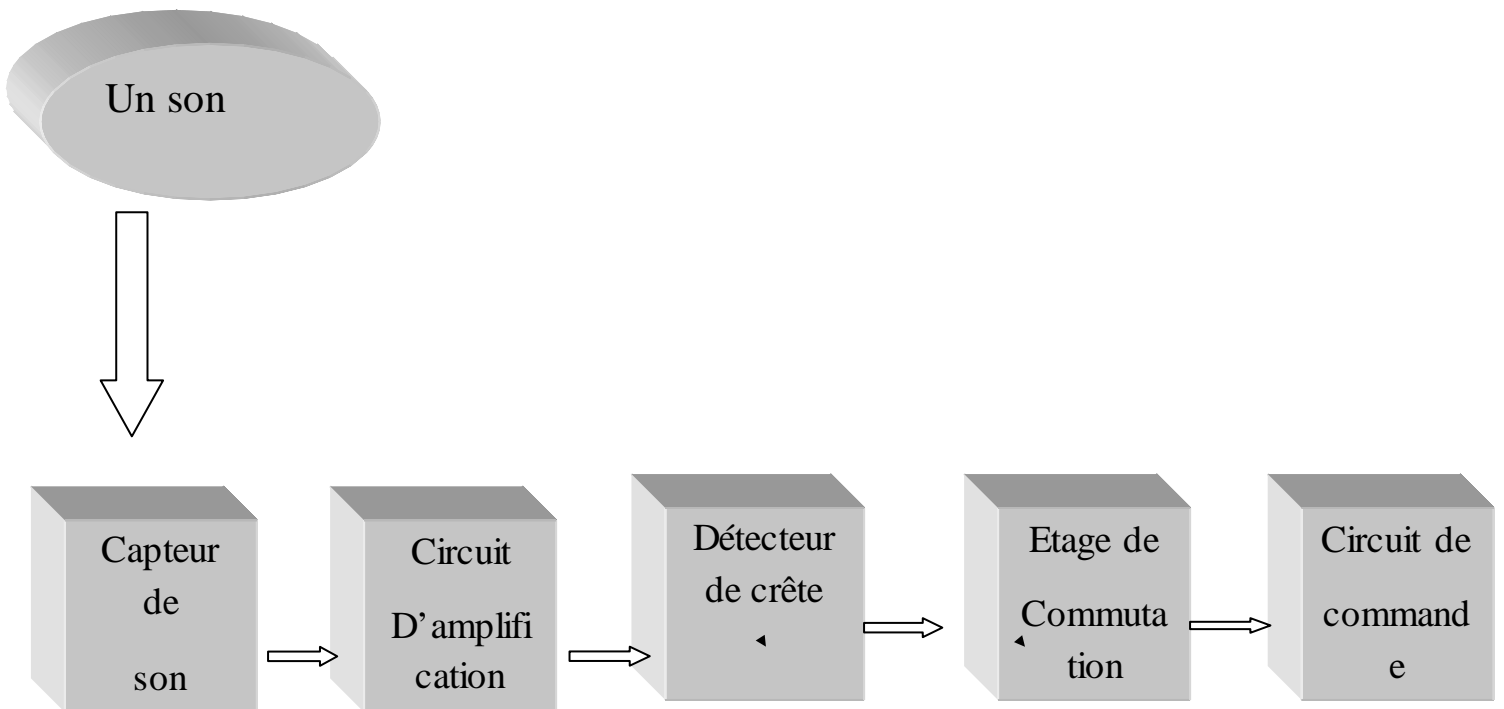 Un son
Capteur
de
son
Circuit
D'amplifi
cation
Détecteur
de crête
Etage de
Commuta
tion
Circuit de
command
e